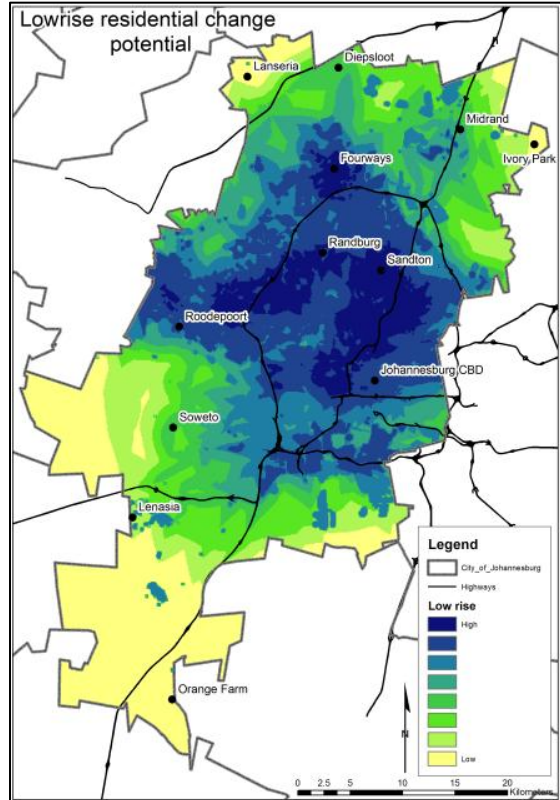 Lowrise residential change
potential
Diepsloot
Lanseria
Midrand
Ivory Park
Fourways
Randburg
Sandton
Roodepoort
Johannesburg CBD
Soweto
Lenasia
Orange Farm
Legend
City_of_Johannesburg
Highways
Low rise
High
Low
N
0 2.5 5 10 15 20
Kilometers